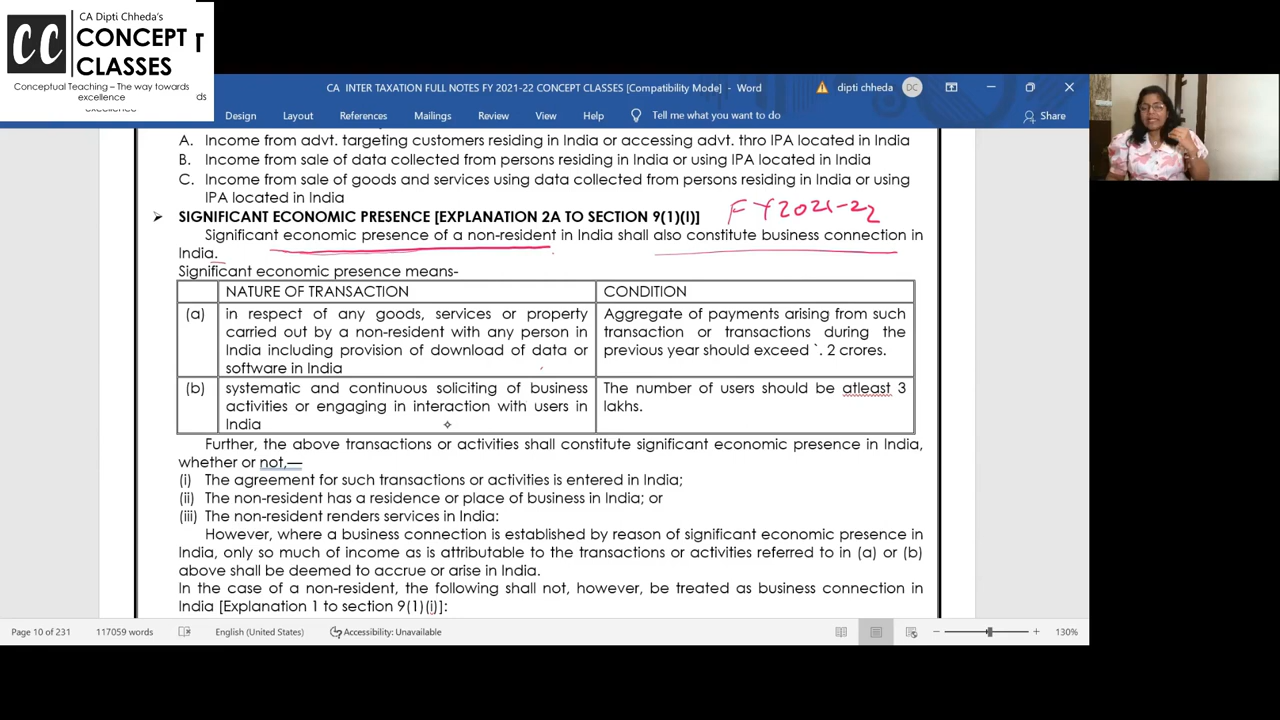 CA Dipti Chheda's
CC CONCEPT
CLASSES
Conceptual Teaching – The way towards
excellence
CA INTER TAXATION FULL NOTES FY 2021-22 CONCEPT CLASSES [Compatibility Mode] - Word
dipti chheda DC
Design Layout References Mailings Review View Help Tell me what you want to do Share
A. Income from advt. targeting customers residing in India or accessing advt. thro IPA located in India
B. Income from sale of data collected from persons residing in India or using IPA located in India
C. Income from sale of goods and services using data collected from persons residing in India or using
IPA located in India
➢ SIGNIFICANT ECONOMIC PRESENCE [EXPLANATION 2A TO SECTION 9(1)(I)] FY 2021-22
Significant economic presence of a non-resident in India shall also constitute business connection in
India.
Significant economic presence means-
NATURE OF TRANSACTION CONDITION
(a) in respect of any goods, services or property Aggregate of payments arising from such
carried out by a non-resident with any person in transaction or transactions during the
India including provision of download of data or previous year should exceed `. 2 crores.
software in India
(b) systematic and continuous soliciting of business The number of users should be atleast 3
activities or engaging in interaction with users in lakhs.
India
Further, the above transactions or activities shall constitute significant economic presence in India,
whether or not,—
(i) The agreement for such transactions or activities is entered in India;
(ii) The non-resident has a residence or place of business in India; or
(iii) The non-resident renders services in India:
However, where a business connection is established by reason of significant economic presence in
India, only so much of income as is attributable to the transactions or activities referred to in (a) or (b)
above shall be deemed to accrue or arise in India.
In the case of a non-resident, the following shall not, however, be treated as business connection in
India [Explanation 1 to section 9(1)(i)]:
Page 10 of 231 117059 words English (United States) Accessibility: Unavailable 130%